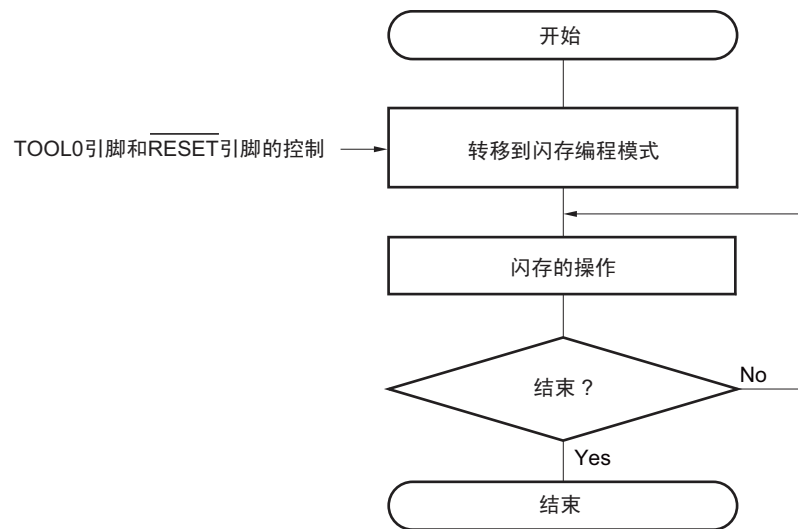 开始
TOOL0引脚和RESET引脚的控制
转移到闪存编程模式
闪存的操作
结束？
No
Yes
结束